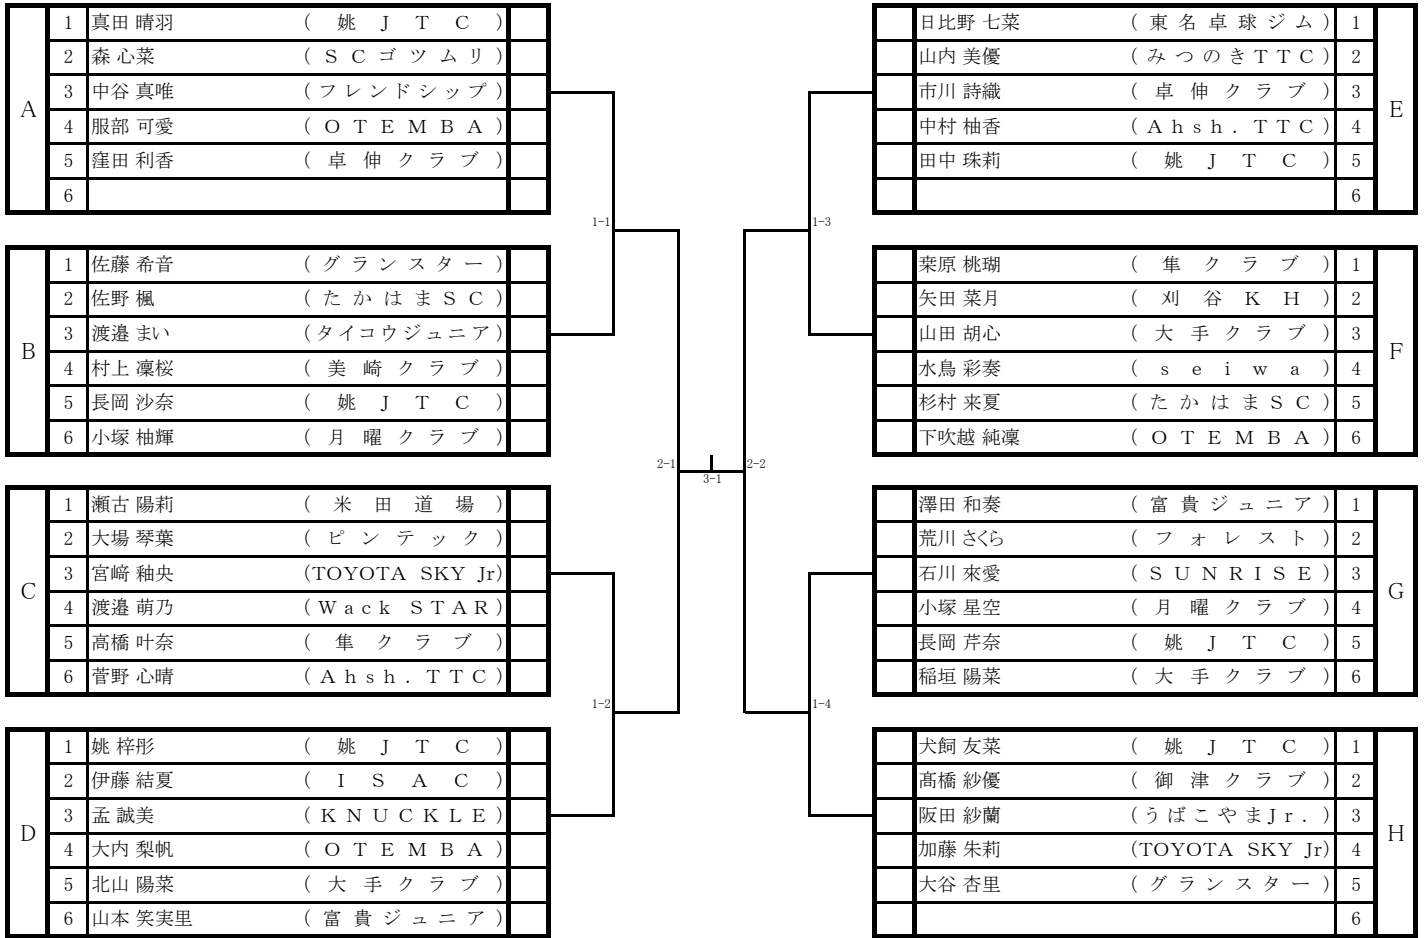 A
1 真田 晴羽 (姚JTC)
2 森 心菜 (SCゴツムリ)
3 中谷 真唯 (フレンドシップ)
4 服部 可愛 (OTEMBA)
5 窪田 利香 (卓伸クラブ)
6
B
1 佐藤 希音 (グランスター)
2 佐野 楓 (たかはまSC)
3 渡邉 まい (タイコウジュニア)
4 村上 凜桜 (美崎クラブ)
5 長岡 沙奈 (姚JTC)
6 小塚 柚輝 (月曜クラブ)
C
1 瀬古 陽莉 (米田道場)
2 大場 琴葉 (ピンテック)
3 宮﨑 釉央 (TOYOTA SKY Jr)
4 渡邉 萌乃 (Wack STAR)
5 高橋 叶奈 (隼クラブ)
6 菅野 心晴 (Ahsh.TTC)
D
1 姚 梓彤 (姚JTC)
2 伊藤 結夏 (ISAC)
3 孟 誠美 (KNUCKLE)
4 大内 梨帆 (OTEMBA)
5 北山 陽菜 (大手クラブ)
6 山本 笑実里 (富貴ジュニア)
1-1
1-2
2-1
3-1
2-2
1-3
1-4
日比野 七菜 (東名卓球ジム) 1
山内 美優 (みつのきTTC) 2
市川 詩織 (卓伸クラブ) 3
中村 柚香 (Ahsh.TTC) 4
田中 珠莉 (姚JTC) 5
6
E
桒原 桃瑚 (隼クラブ) 1
矢田 菜月 (刈谷KH) 2
山田 胡心 (大手クラブ) 3
水鳥 彩奏 (seiwa) 4
杉村 来夏 (たかはまSC) 5
下吹越 純凜 (OTEMBA) 6
F
澤田 和奏 (富貴ジュニア) 1
荒川 さくら (フォレスト) 2
石川 來愛 (SUNRISE) 3
小塚 星空 (月曜クラブ) 4
長岡 芹奈 (姚JTC) 5
稲垣 陽菜 (大手クラブ) 6
G
犬飼 友菜 (姚JTC) 1
髙橋 紗優 (御津クラブ) 2
阪田 紗蘭 (うばこやまJr.) 3
加藤 朱莉 (TOYOTA SKY Jr) 4
大谷 杏里 (グランスター) 5
6
H